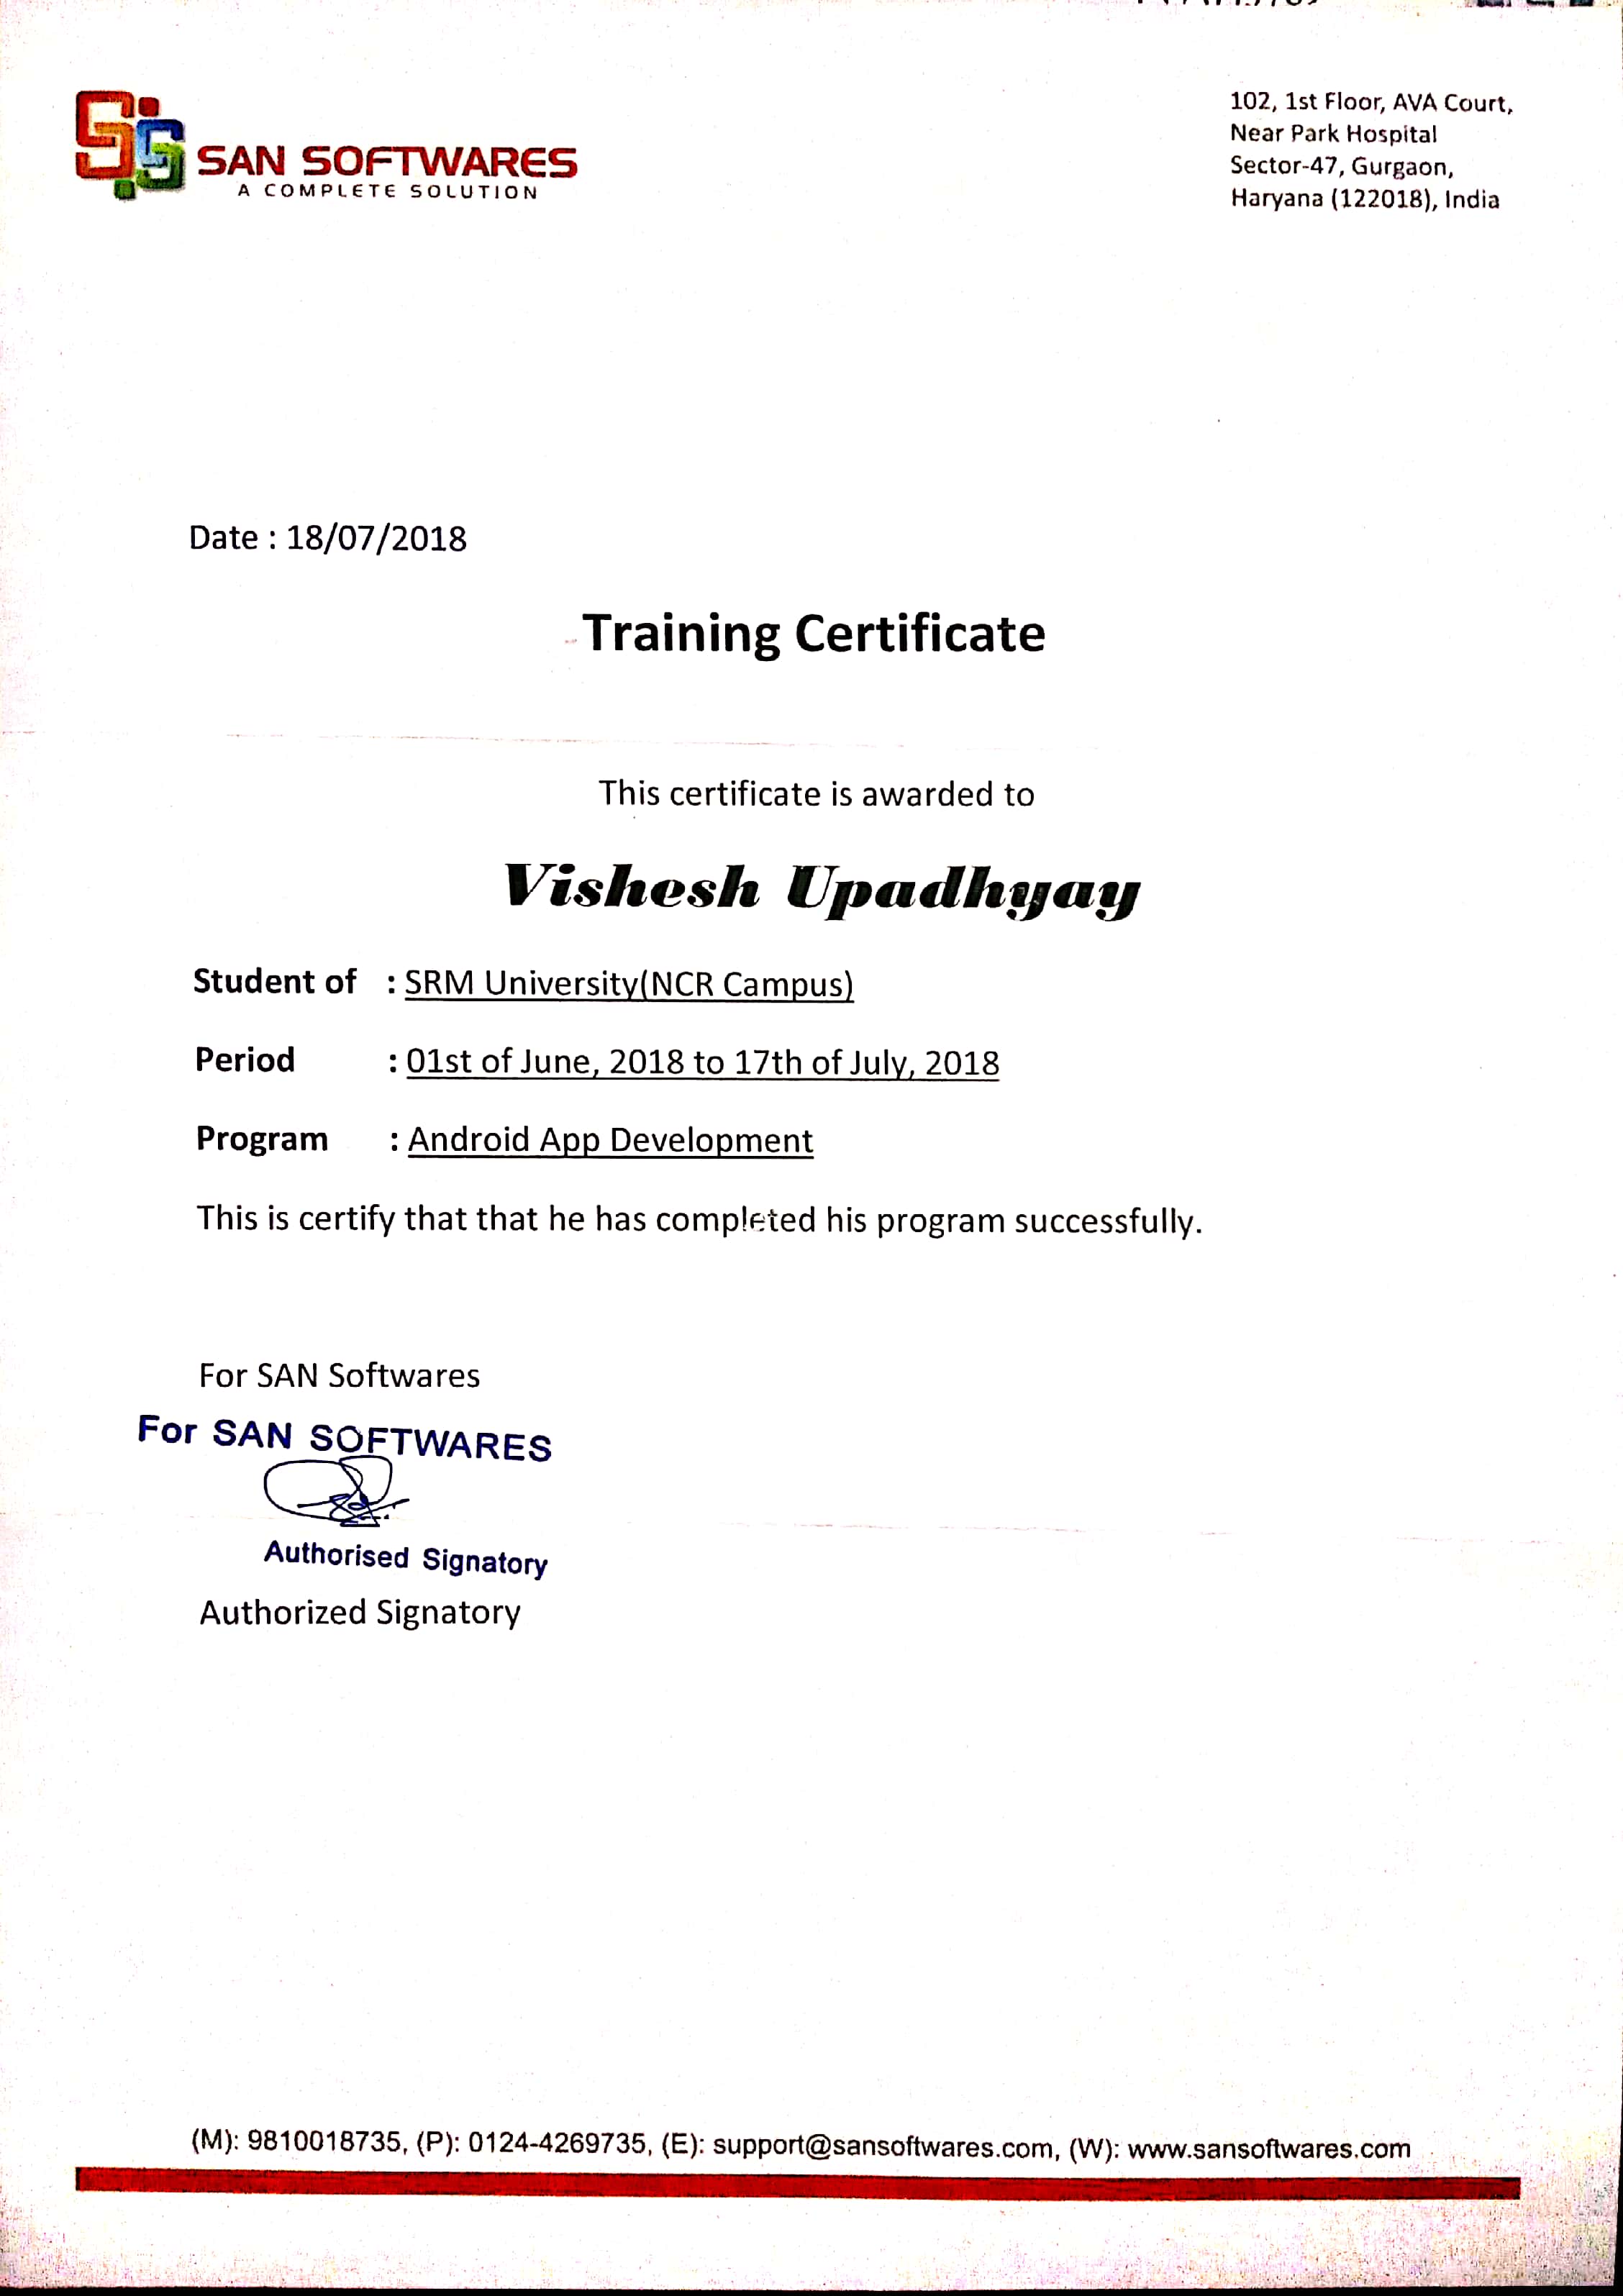 102, 1st Floor, AVA Court,
Near Park Hospital
Sector-47, Gurgaon,
Haryana (122018), India
SAN SOFTWARES
A COMPLETE SOLUTION
Date : 18/07/2018
Training Certificate
This certificate is awarded to
Vishesh Upadhyay
Student of : SRM University(NCR Campus)
Period : 01st of June, 2018 to 17th of July, 2018
Program : Android App Development
This is certify that that he has completed his program successfully.
For SAN Softwares
For SAN SOFTWARES
Authorised Signatory
Authorized Signatory
(M): 9810018735, (P): 0124-4269735, (E): support@sansoftwares.com, (W): www.sansoftwares.com